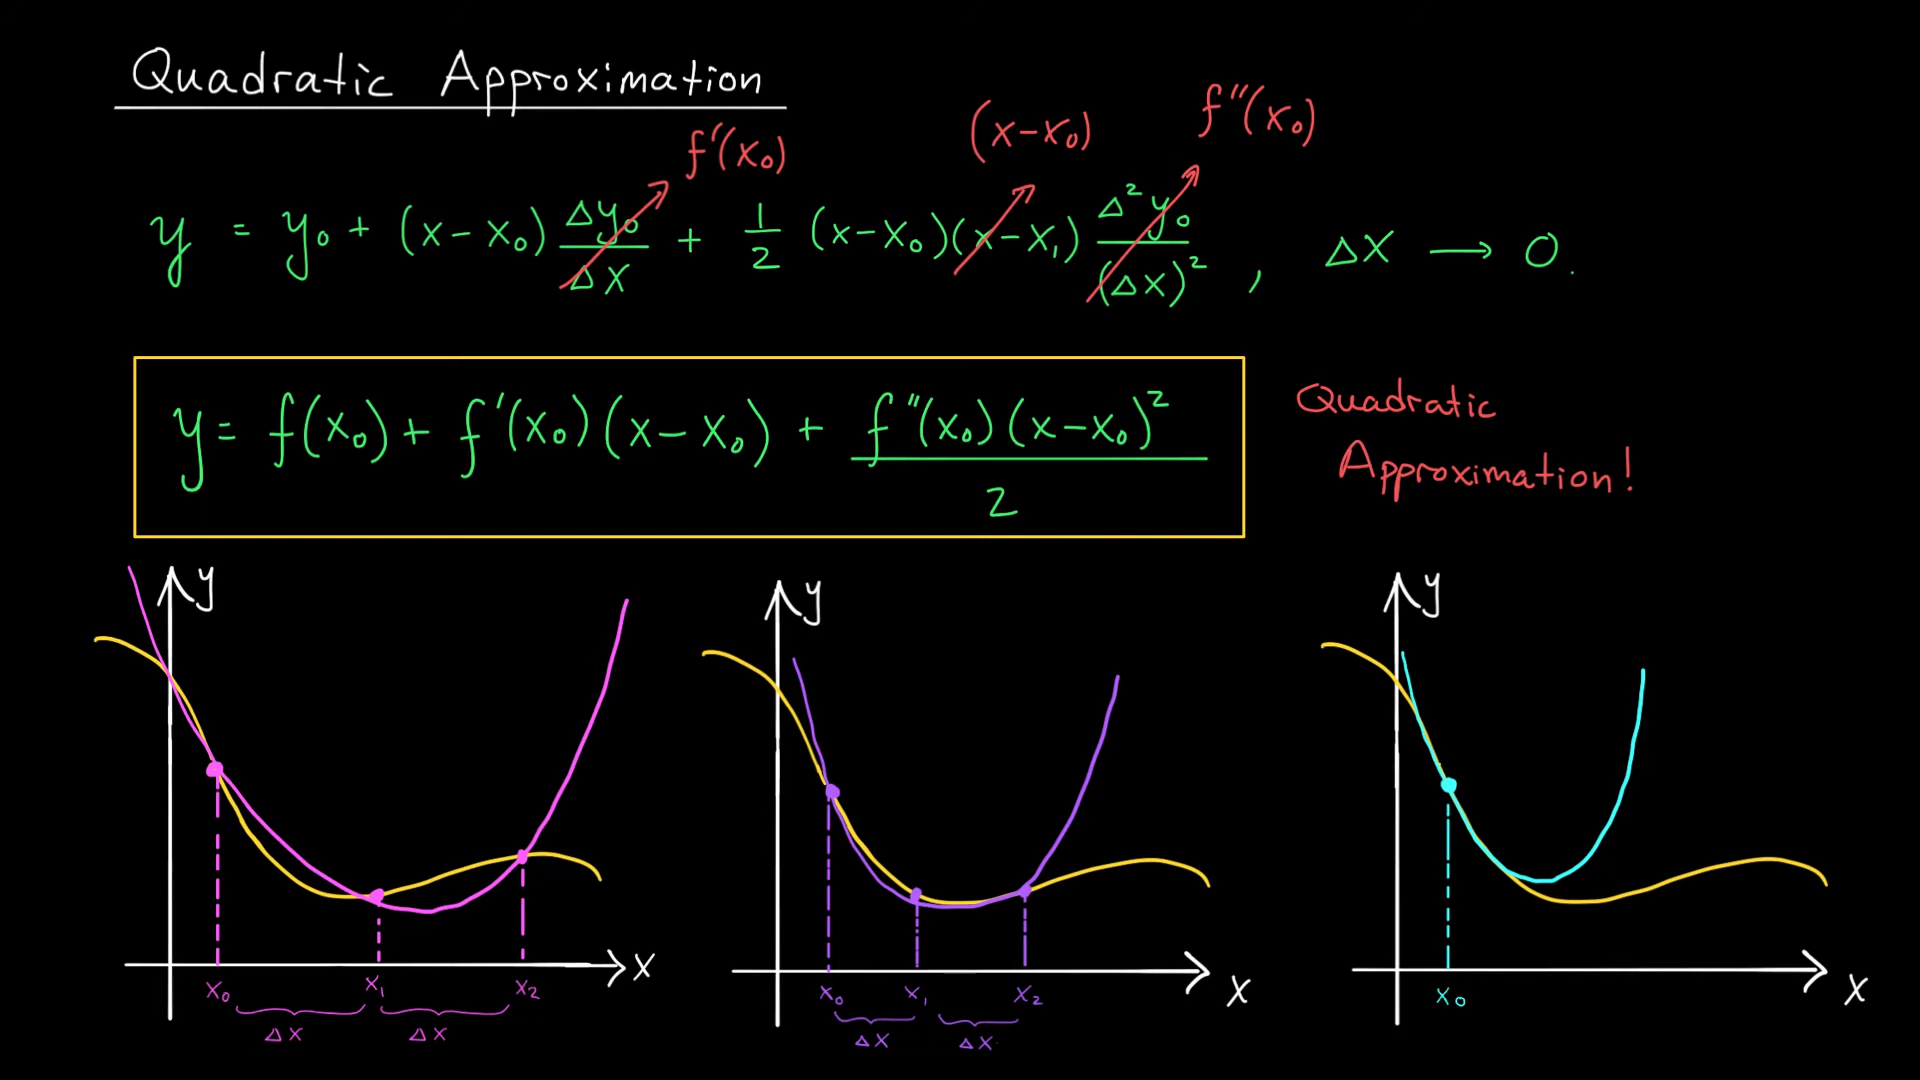 Quadratic Approximation
f'(x₀) (x-x₀) f''(x₀)
y = y₀ + (x-x₀) Δy₀/Δx + 1/2 (x-x₀)(x-x₁) Δ²y₀/(Δx)², Δx → 0.
y = f(x₀) + f'(x₀)(x-x₀) + f''(x₀)(x-x₀)²/2
Quadratic
Approximation!
y
x
x₀ x₁ x₂
Δx Δx
y
x
x₀ x₁ x₂
Δx Δx
y
x
x₀